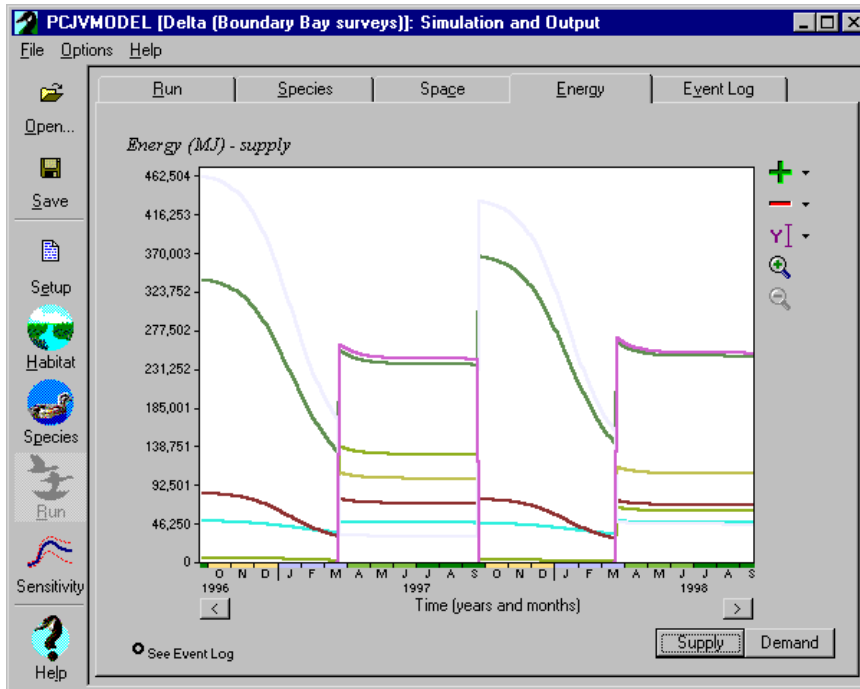 PCJVMODEL [Delta (Boundary Bay surveys)]: Simulation and Output
File Options Help
Open...
Save
Setup
Habitat
Species
Run
Sensitivity
Help
Run Species Space Energy Event Log
Energy (MJ) - supply
462,504
416,253
370,003
323,752
277,502
231,252
185,001
138,751
92,501
46,250
0
O N D J F M A M J J A S O N D J F M A M J J A S
1996 1997 1998
Time (years and months)
< >
See Event Log
Supply Demand
Y